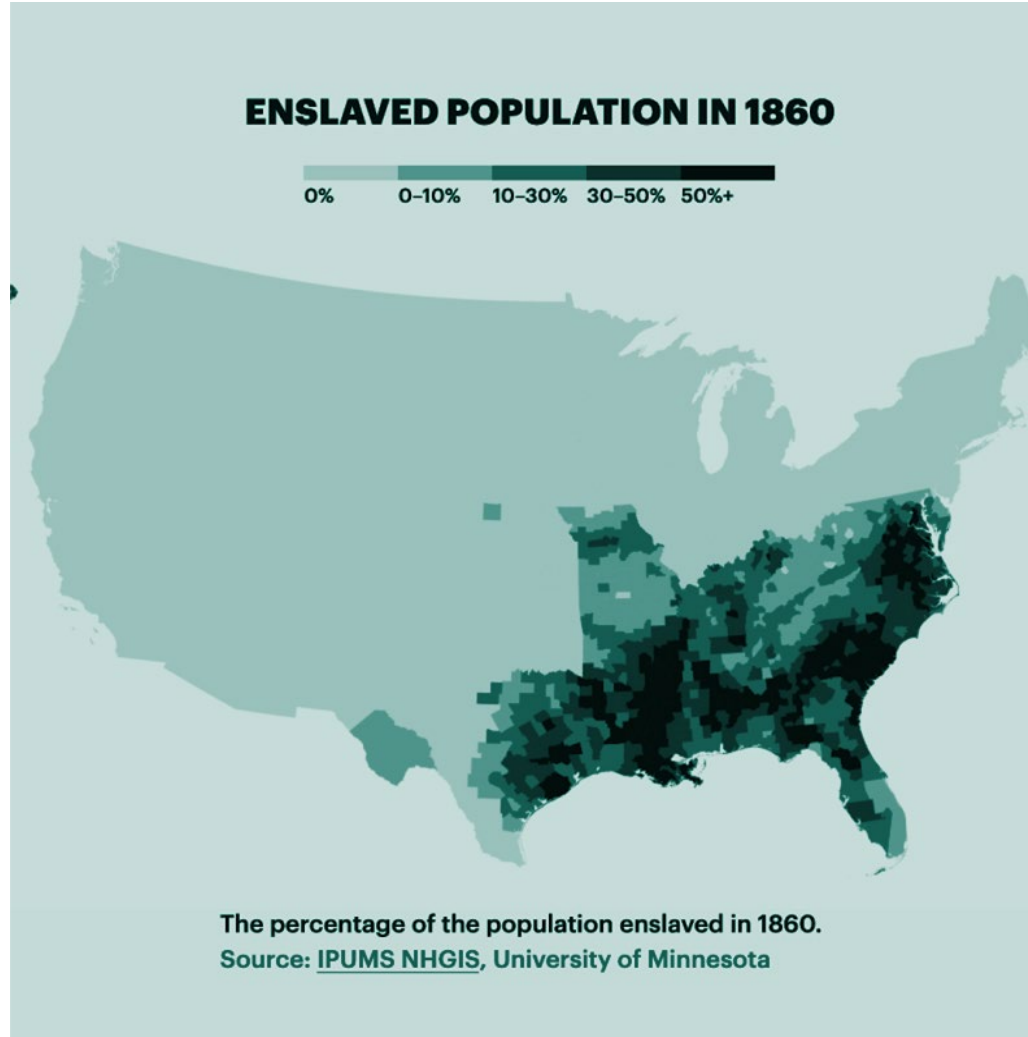 ENSLAVED POPULATION IN 1860
0% 0–10% 10–30% 30–50% 50%+
The percentage of the population enslaved in 1860.
Source: IPUMS NHGIS, University of Minnesota